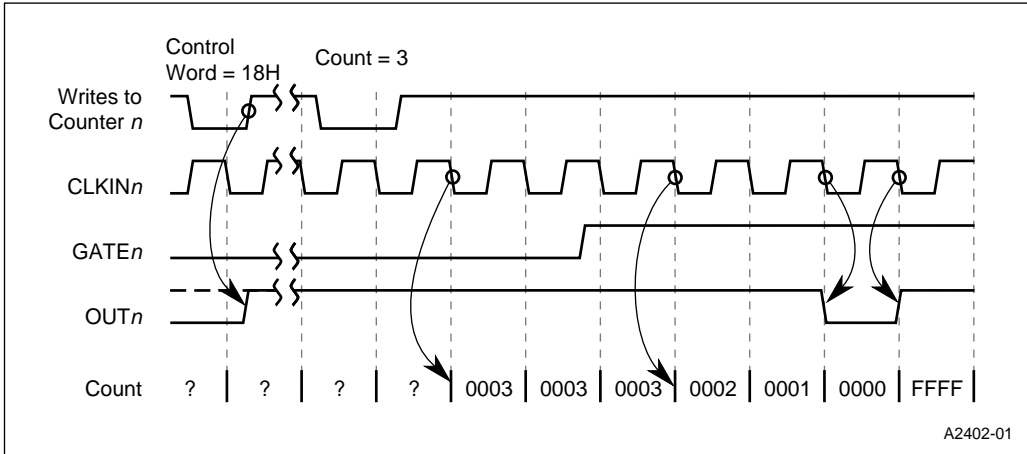 Control
Word = 18H
Count = 3
Writes to
Counter n
CLKINn
GATEn
OUTn
Count ? ? ? ? 0003 0003 0003 0002 0001 0000 FFFF
A2402-01